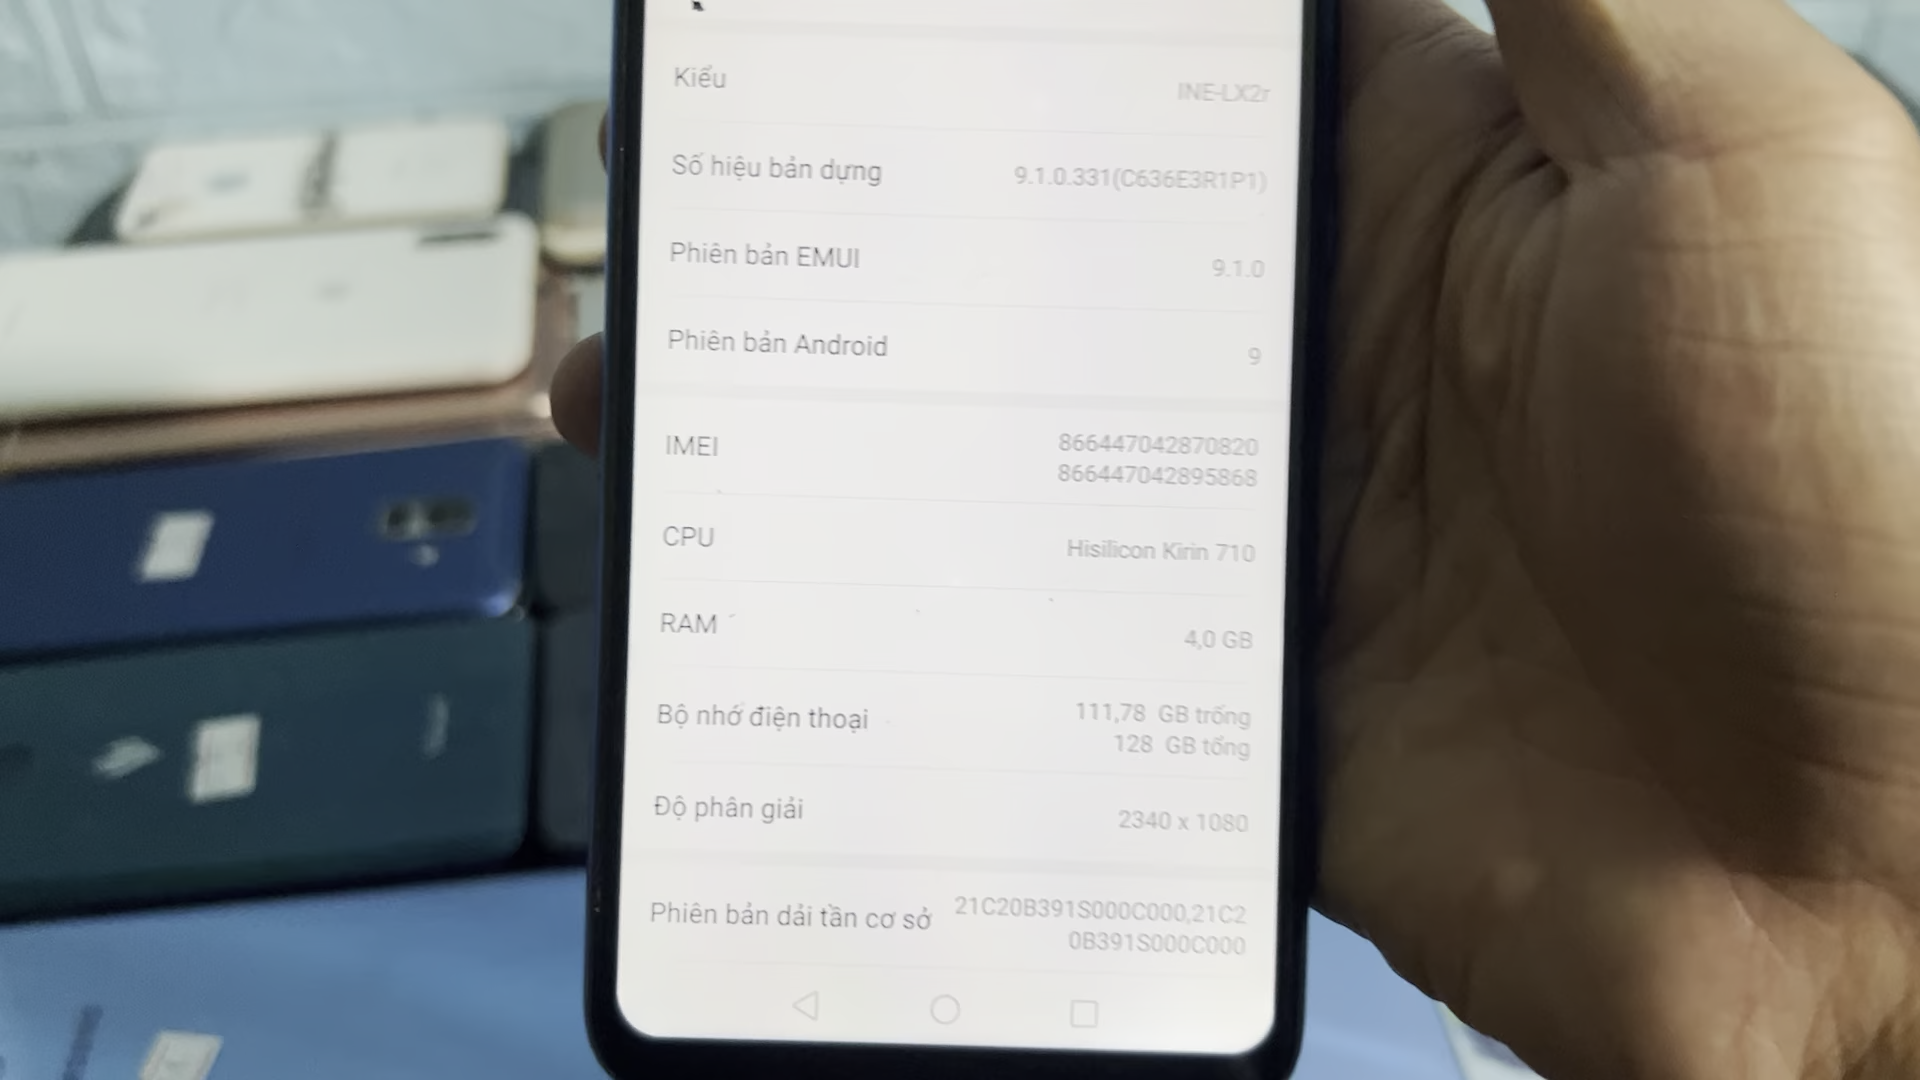 Kiểu INE-LX2r
Số hiệu bản dựng 9.1.0.331(C636E3R1P1)
Phiên bản EMUI 9.1.0
Phiên bản Android 9
IMEI 866447042870820
866447042895868
CPU Hisilicon Kirin 710
RAM 4,0 GB
Bộ nhớ điện thoại 111,78 GB trống
128 GB tổng
Độ phân giải 2340 x 1080
Phiên bản dải tần cơ sở 21C20B391S000C000,21C2
0B391S000C000